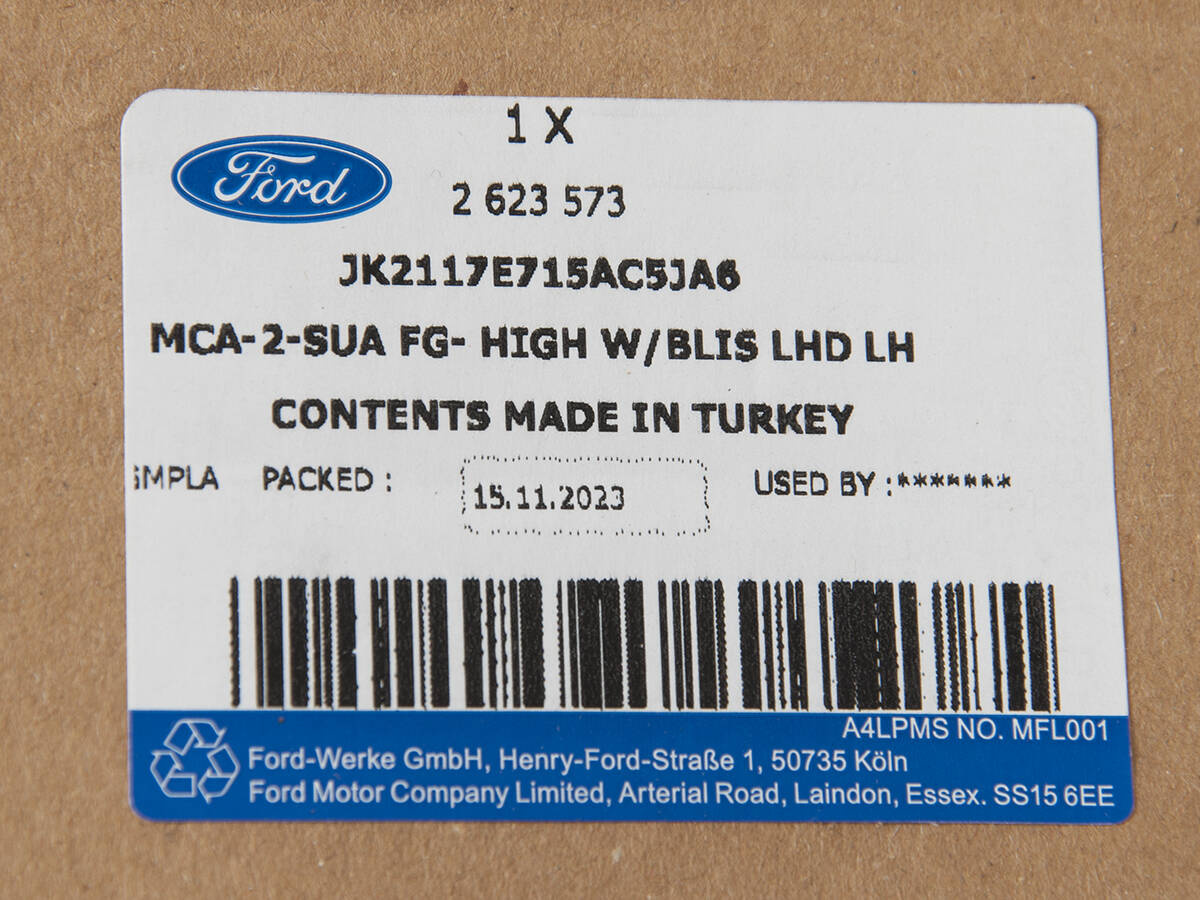 1 X
Ford
2 623 573
JK2117E715AC5JA6
MCA-2-SUA FG- HIGH W/BLIS LHD LH
CONTENTS MADE IN TURKEY
PACKED : 15.11.2023 USED BY :*******
A4LPMS NO. MFL001
Ford-Werke GmbH, Henry-Ford-Straße 1, 50735 Köln
Ford Motor Company Limited, Arterial Road, Laindon, Essex. SS15 6EE